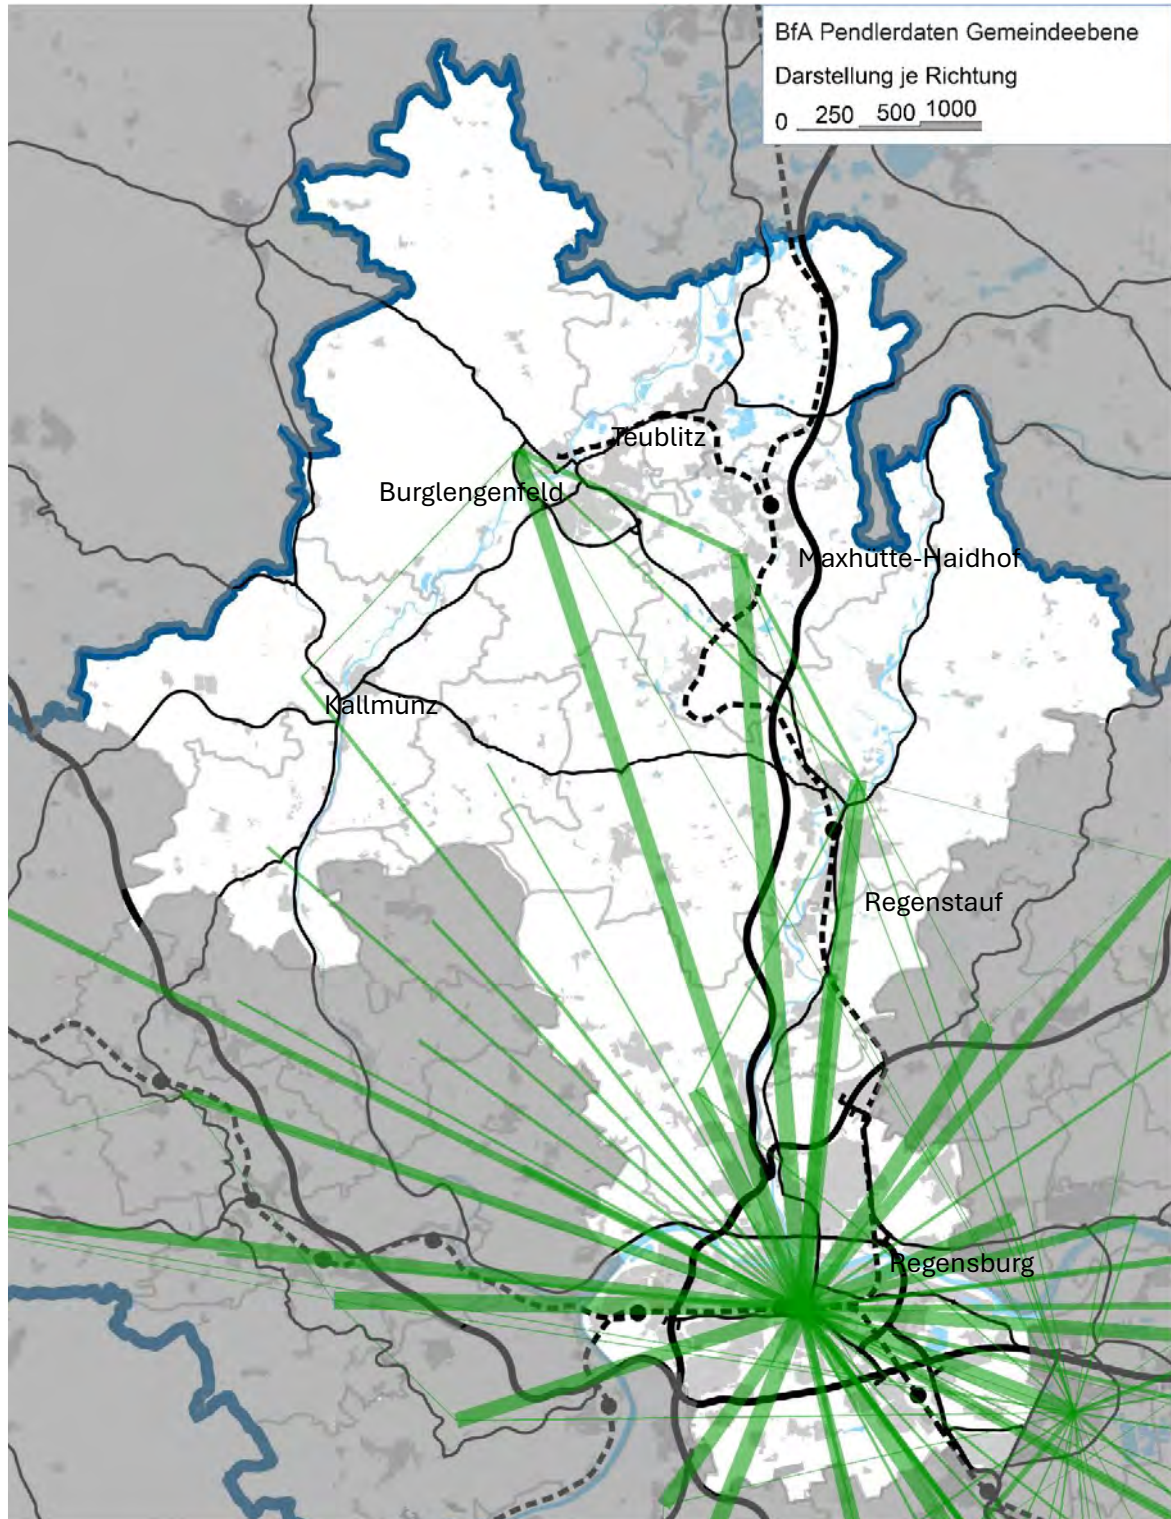 BfA Pendlerdaten Gemeindeebene
Darstellung je Richtung
0 250 500 1000
Teublitz
Burglengenfeld
Maxhütte-Haidhof
Kallmünz
Regenstauf
Regensburg